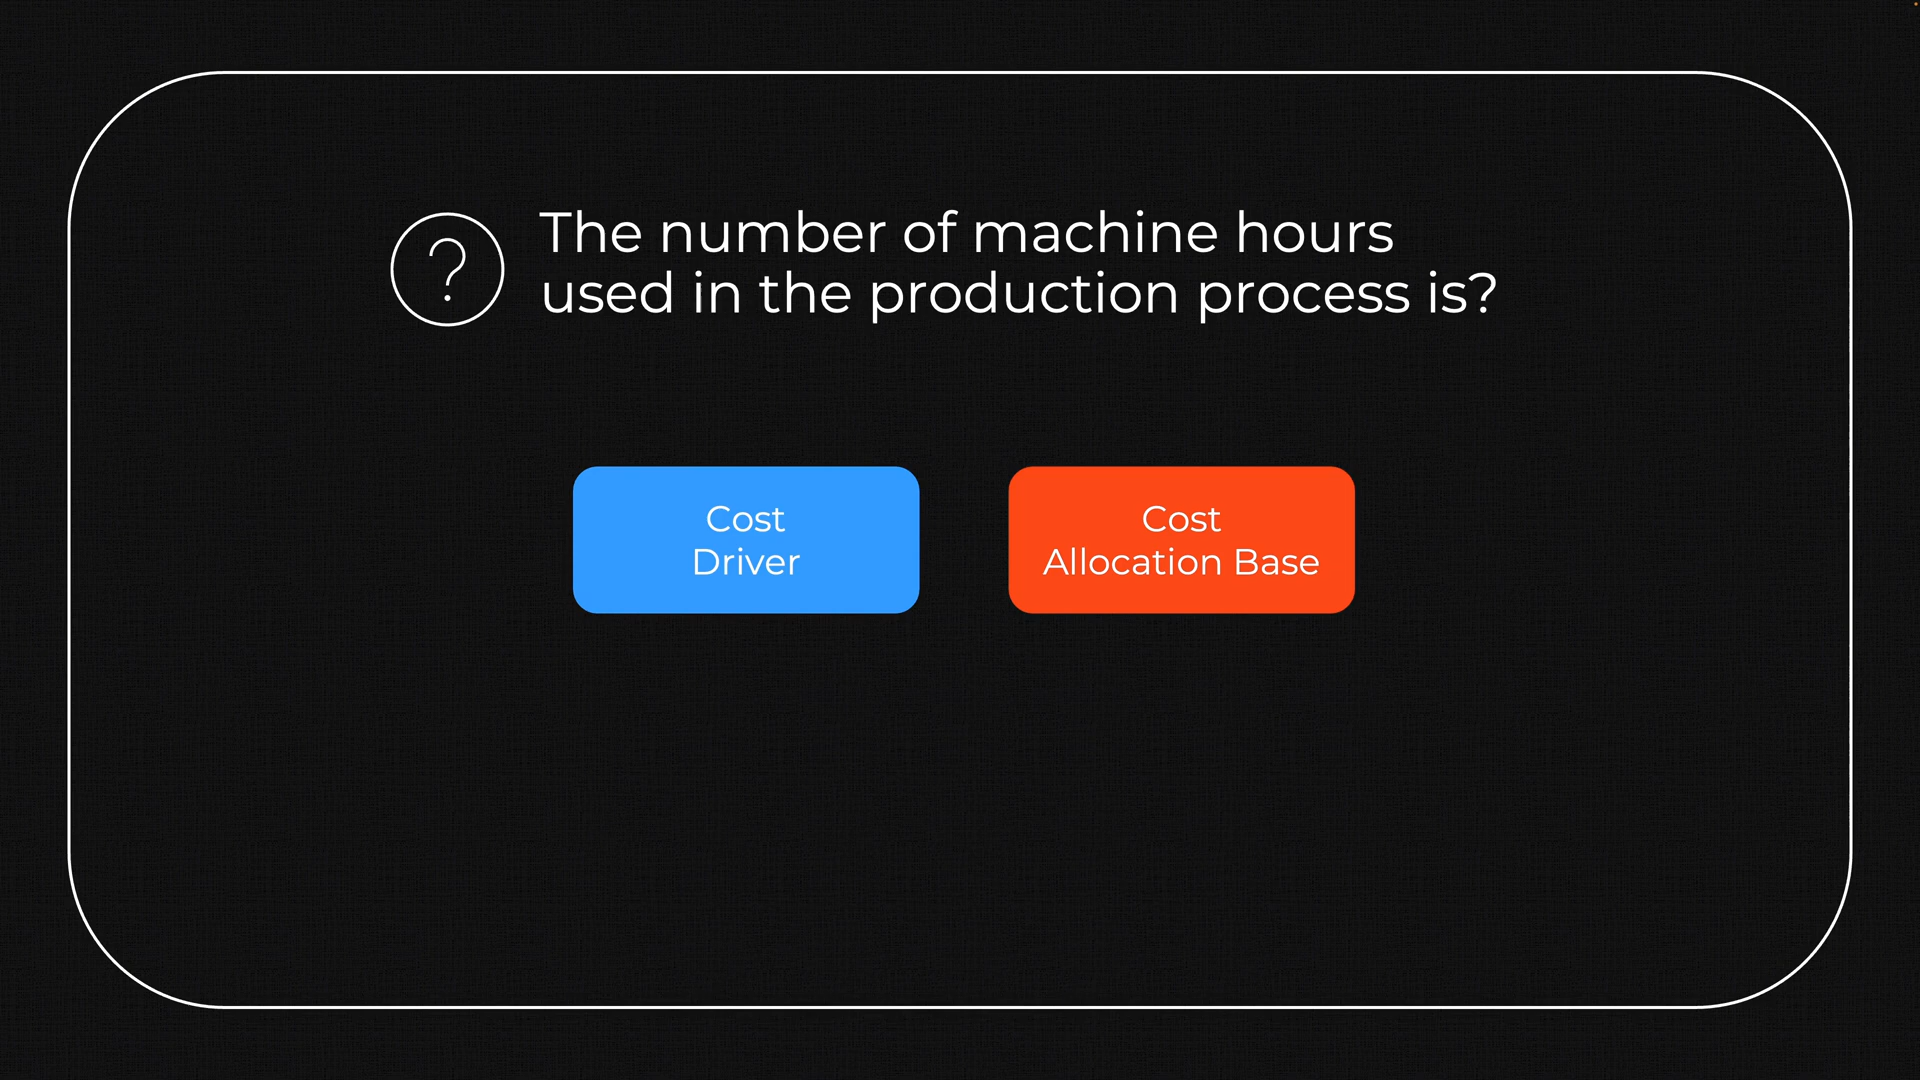 ?
The number of machine hours
used in the production process is?
Cost
Driver
Cost
Allocation Base